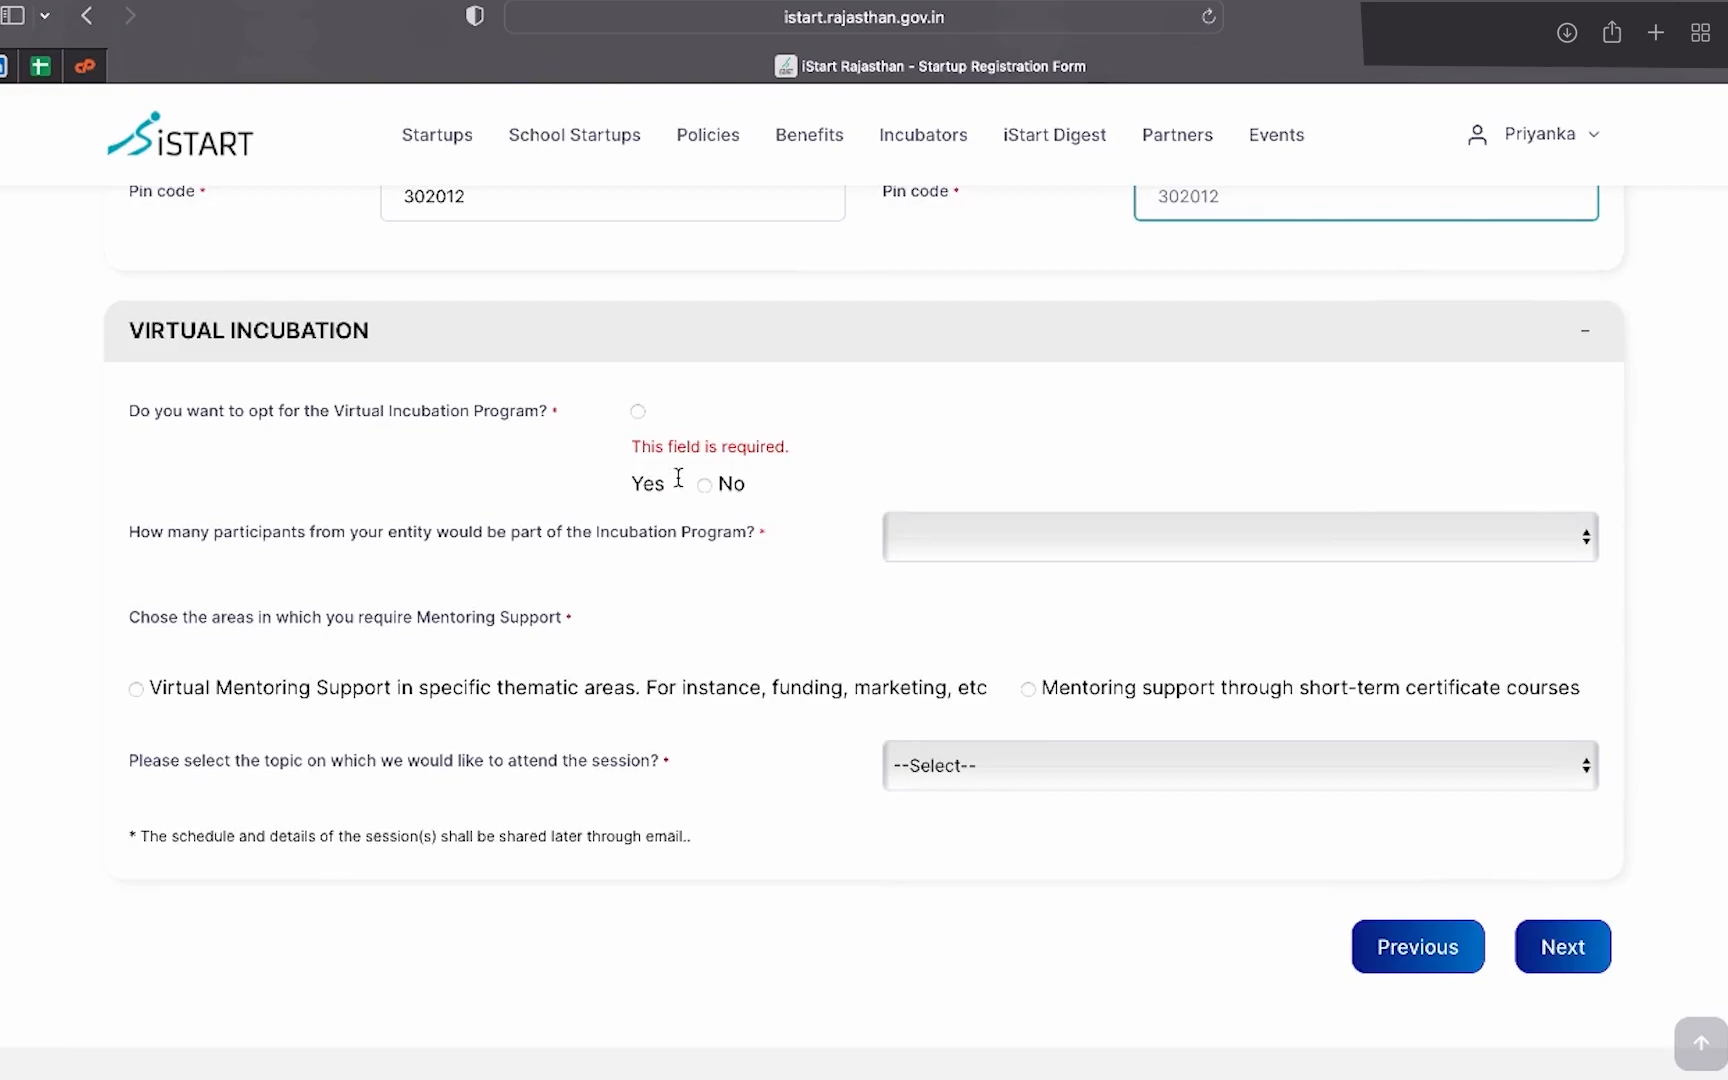 istart.rajasthan.gov.in
iStart Rajasthan - Startup Registration Form
iSTART
Startups School Startups Policies Benefits Incubators iStart Digest Partners Events Priyanka
Pin code * 302012 Pin code * 302012
VIRTUAL INCUBATION
Do you want to opt for the Virtual Incubation Program? *
This field is required.
Yes No
How many participants from your entity would be part of the Incubation Program? *
Chose the areas in which you require Mentoring Support *
Virtual Mentoring Support in specific thematic areas. For instance, funding, marketing, etc Mentoring support through short-term certificate courses
Please select the topic on which we would like to attend the session? * --Select--
* The schedule and details of the session(s) shall be shared later through email..
Previous Next